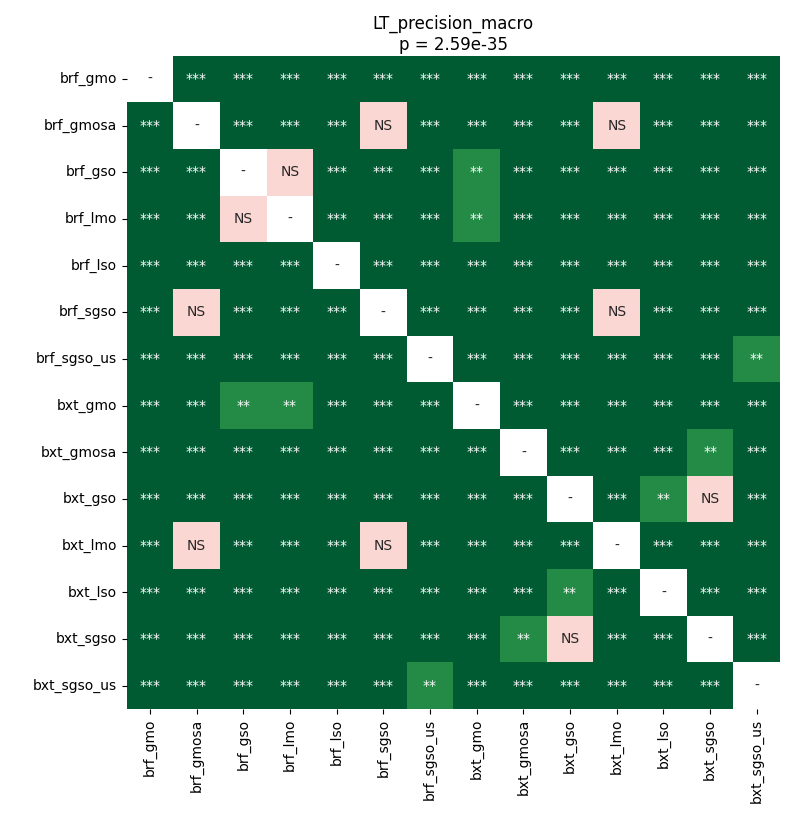 LT_precision_macro
p = 2.59e-35
brf_gmo - *** *** *** *** *** *** *** *** *** *** *** *** ***
brf_gmosa *** - *** *** *** NS *** *** *** *** NS *** *** ***
brf_gso *** *** - NS *** *** *** ** *** *** *** *** *** ***
brf_lmo *** *** NS - *** *** *** ** *** *** *** *** *** ***
brf_lso *** *** *** *** - *** *** *** *** *** *** *** *** ***
brf_sgso *** NS *** *** *** - *** *** *** *** NS *** *** ***
brf_sgso_us *** *** *** *** *** *** - *** *** *** *** *** *** **
bxt_gmo *** *** ** ** *** *** *** - *** *** *** *** *** ***
bxt_gmosa *** *** *** *** *** *** *** *** - *** *** *** ** ***
bxt_gso *** *** *** *** *** *** *** *** *** - *** ** NS ***
bxt_lmo *** NS *** *** *** NS *** *** *** *** - *** *** ***
bxt_lso *** *** *** *** *** *** *** *** *** ** *** - *** ***
bxt_sgso *** *** *** *** *** *** *** *** ** NS *** *** - ***
bxt_sgso_us *** *** *** *** *** *** ** *** *** *** *** *** *** -
brf_gmo brf_gmosa brf_gso brf_lmo brf_lso brf_sgso brf_sgso_us bxt_gmo bxt_gmosa bxt_gso bxt_lmo bxt_lso bxt_sgso bxt_sgso_us